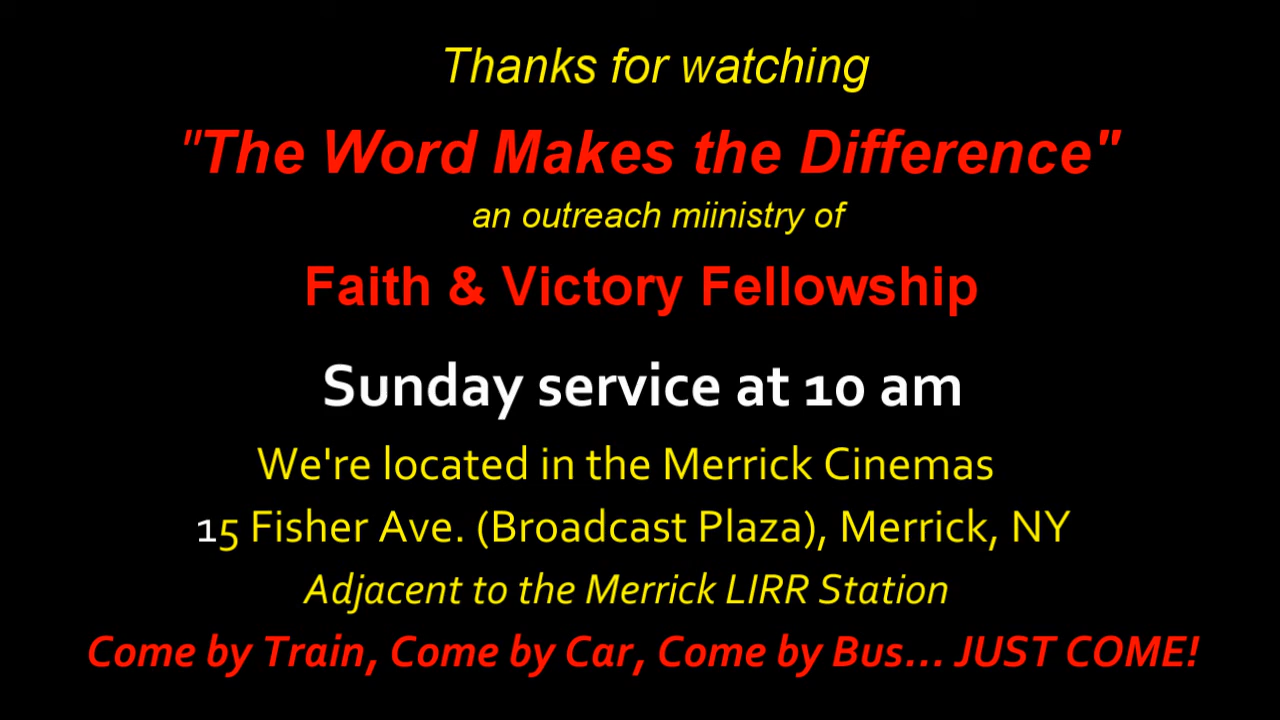 Thanks for watching
"The Word Makes the Difference"
an outreach miinistry of
Faith & Victory Fellowship
Sunday service at 10 am
We're located in the Merrick Cinemas
15 Fisher Ave. (Broadcast Plaza), Merrick, NY
Adjacent to the Merrick LIRR Station
Come by Train, Come by Car, Come by Bus... JUST COME!